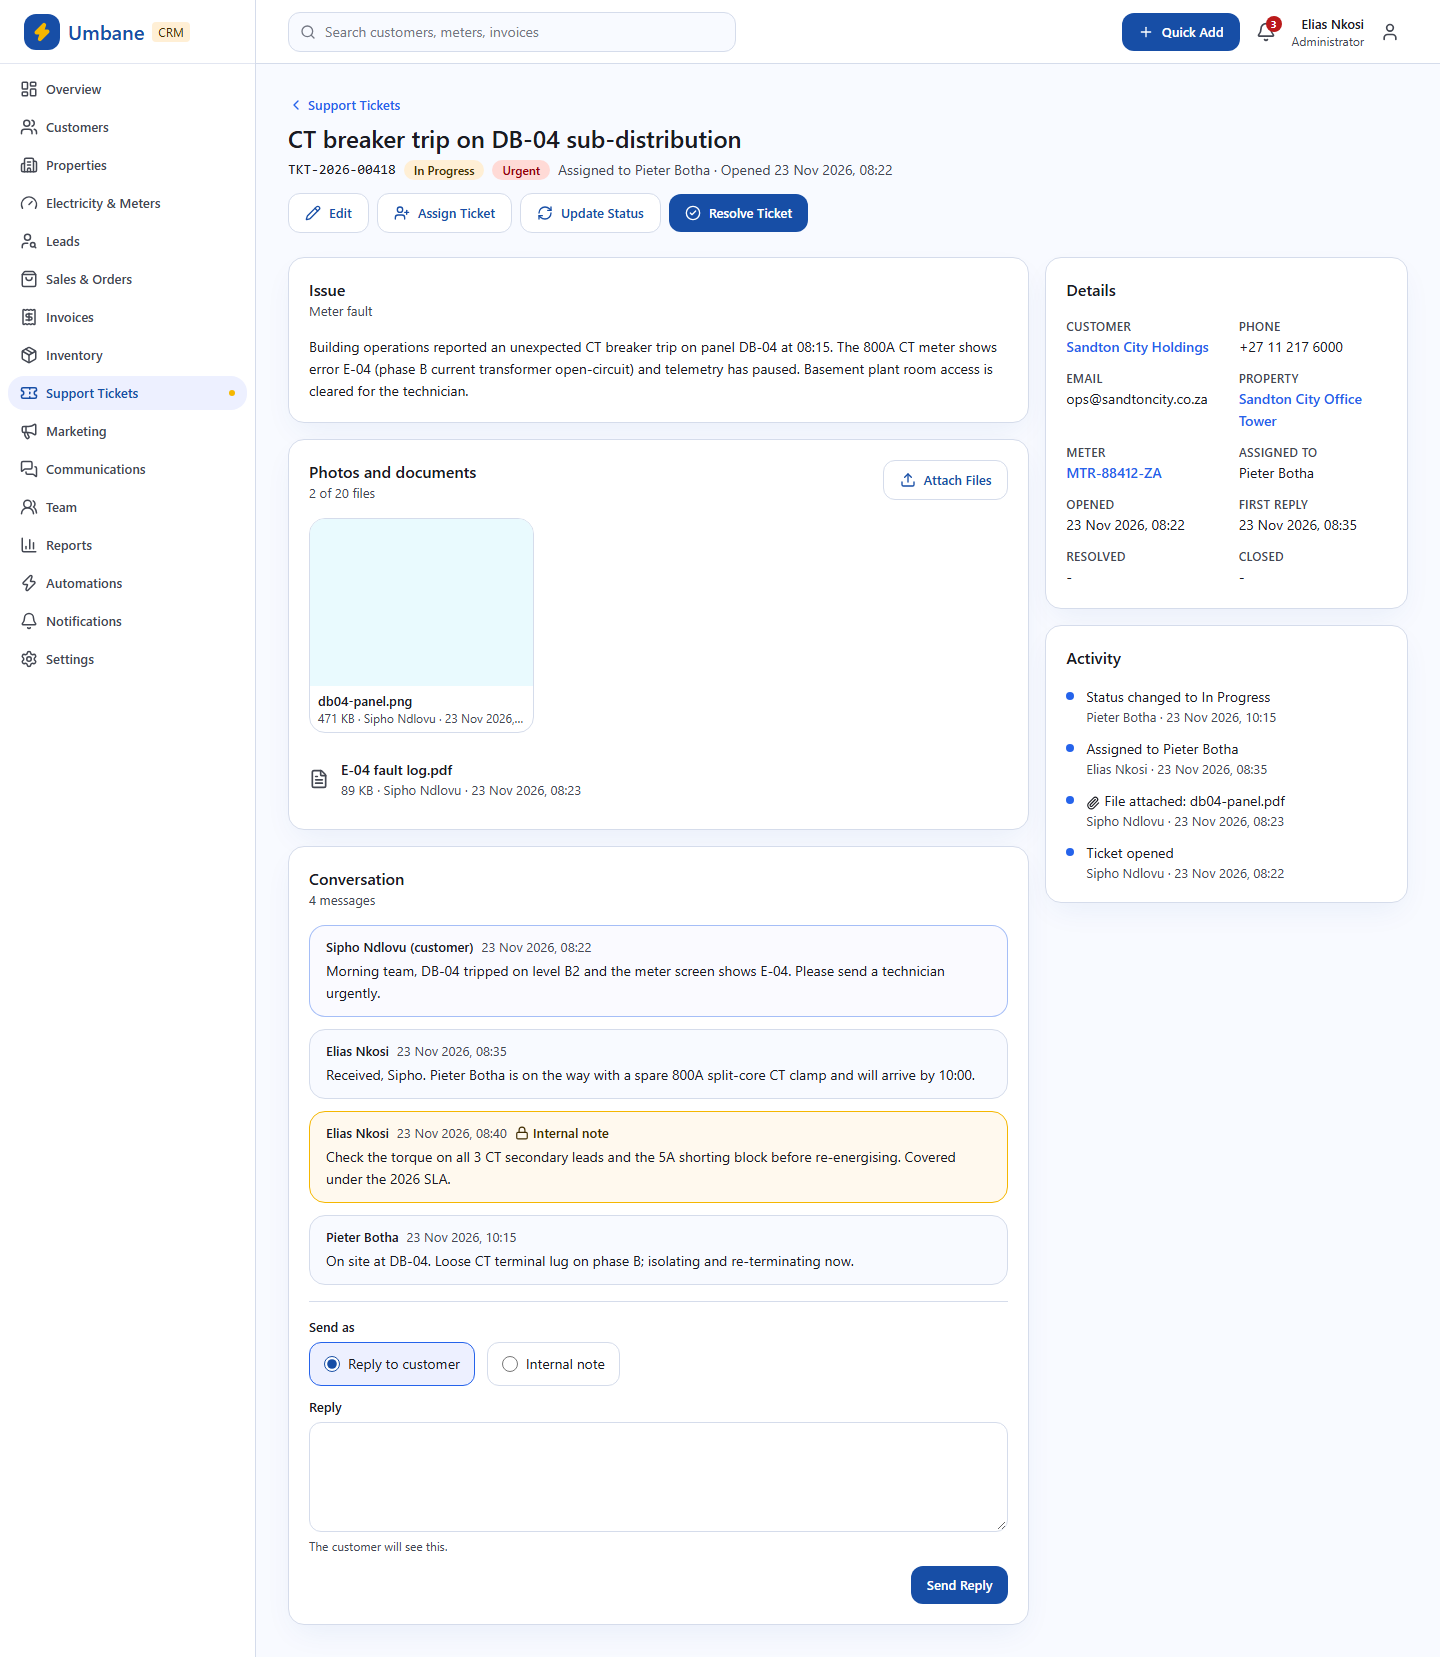 Umbane CRM
Search customers, meters, invoices
Quick Add
3
Elias Nkosi
Administrator
Overview
Customers
Properties
Electricity & Meters
Leads
Sales & Orders
Invoices
Inventory
Support Tickets
Marketing
Communications
Team
Reports
Automations
Notifications
Settings
Support Tickets
CT breaker trip on DB-04 sub-distribution
TKT-2026-00418 In Progress Urgent Assigned to Pieter Botha · Opened 23 Nov 2026, 08:22
Edit Assign Ticket Update Status Resolve Ticket
Issue
Meter fault
Building operations reported an unexpected CT breaker trip on panel DB-04 at 08:15. The 800A CT meter shows
error E-04 (phase B current transformer open-circuit) and telemetry has paused. Basement plant room access is
cleared for the technician.
Photos and documents
2 of 20 files
Attach Files
db04-panel.png
471 KB · Sipho Ndlovu · 23 Nov 2026,...
E-04 fault log.pdf
89 KB · Sipho Ndlovu · 23 Nov 2026, 08:23
Conversation
4 messages
Sipho Ndlovu (customer) 23 Nov 2026, 08:22
Morning team, DB-04 tripped on level B2 and the meter screen shows E-04. Please send a technician
urgently.
Elias Nkosi 23 Nov 2026, 08:35
Received, Sipho. Pieter Botha is on the way with a spare 800A split-core CT clamp and will arrive by 10:00.
Elias Nkosi 23 Nov 2026, 08:40 Internal note
Check the torque on all 3 CT secondary leads and the 5A shorting block before re-energising. Covered
under the 2026 SLA.
Pieter Botha 23 Nov 2026, 10:15
On site at DB-04. Loose CT terminal lug on phase B; isolating and re-terminating now.
Send as
Reply to customer Internal note
Reply
The customer will see this.
Send Reply
Details
CUSTOMER PHONE
Sandton City Holdings +27 11 217 6000
EMAIL PROPERTY
ops@sandtoncity.co.za Sandton City Office
Tower
METER ASSIGNED TO
MTR-88412-ZA Pieter Botha
OPENED FIRST REPLY
23 Nov 2026, 08:22 23 Nov 2026, 08:35
RESOLVED CLOSED
- -
Activity
Status changed to In Progress
Pieter Botha · 23 Nov 2026, 10:15
Assigned to Pieter Botha
Elias Nkosi · 23 Nov 2026, 08:35
File attached: db04-panel.pdf
Sipho Ndlovu · 23 Nov 2026, 08:23
Ticket opened
Sipho Ndlovu · 23 Nov 2026, 08:22